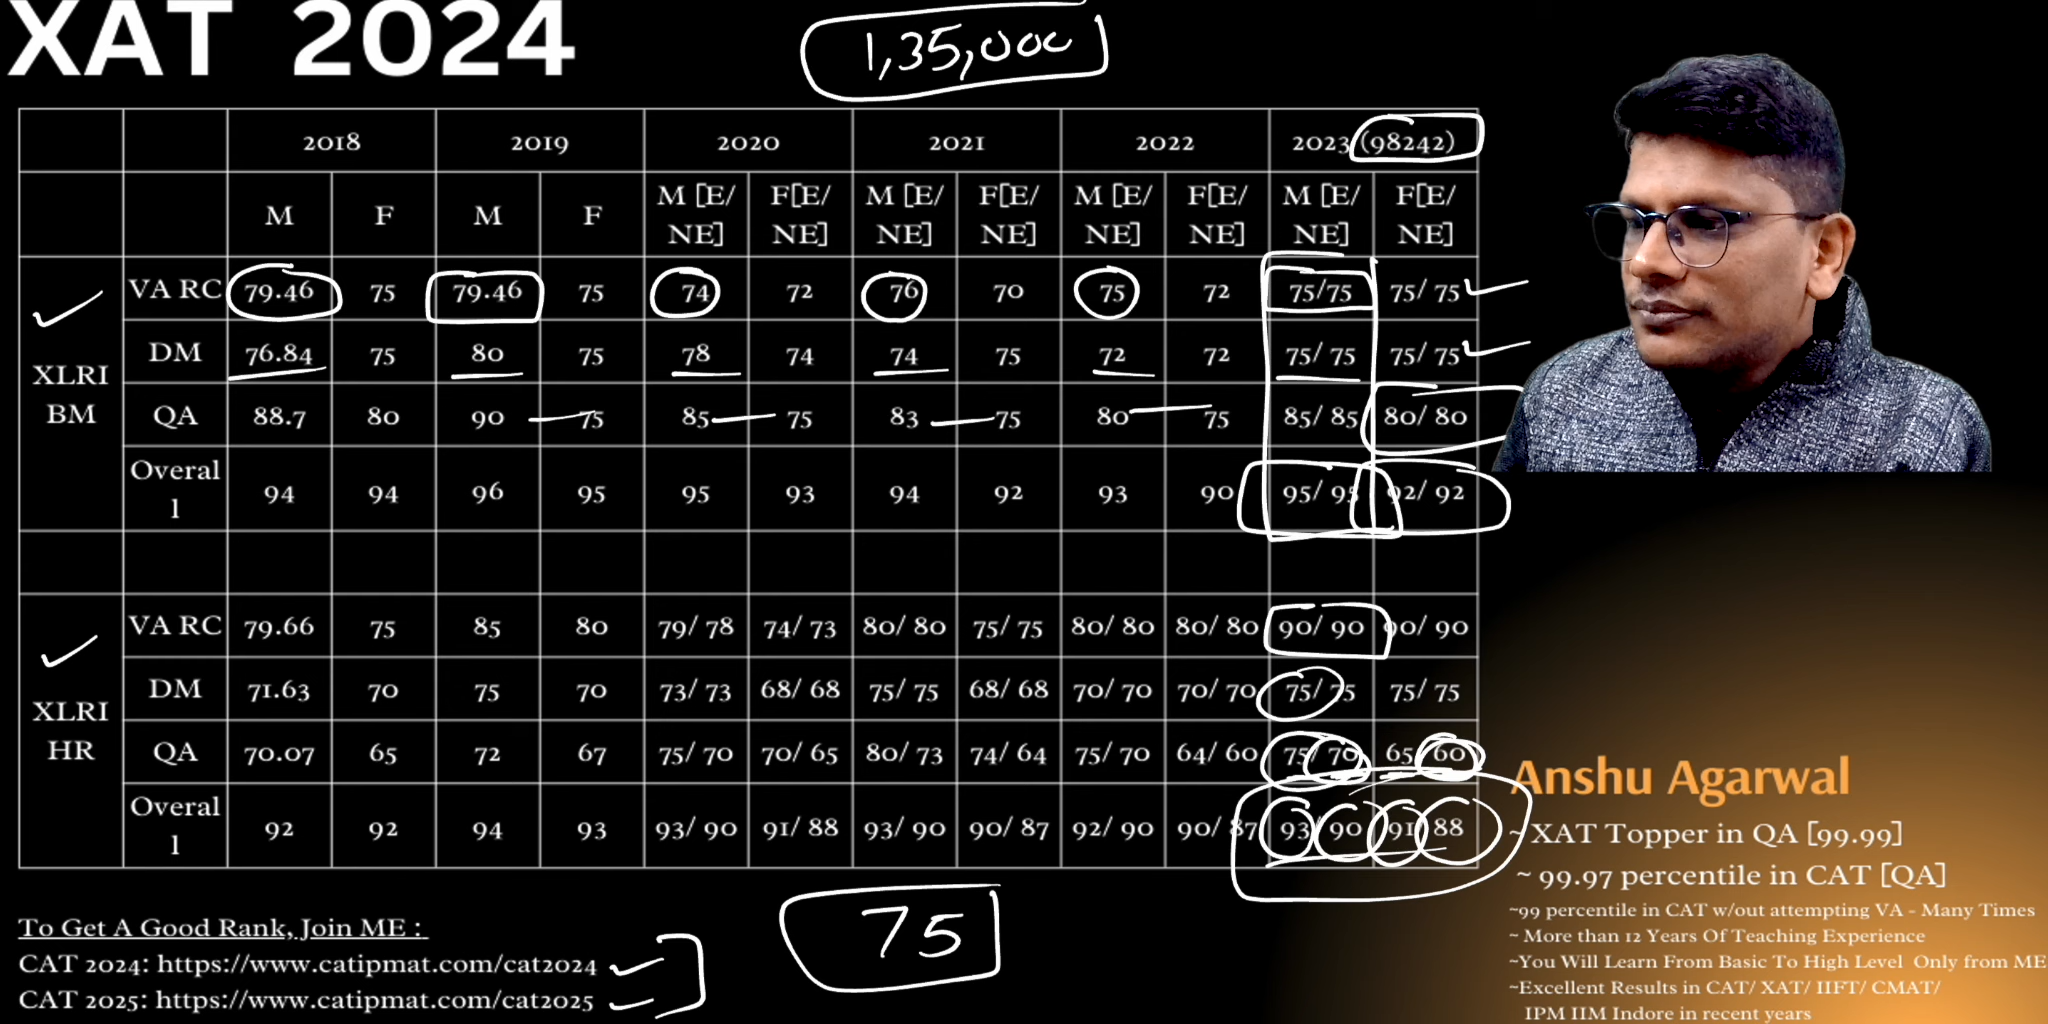 XAT 2024
1,35,000
2018 2019 2020 2021 2022 2023 (98242)
M F M F M [E/ NE] F[E/ NE] M [E/ NE] F[E/ NE] M [E/ NE] F[E/ NE] M [E/ NE] F[E/ NE]
XLRI BM
VA RC 79.46 75 79.46 75 74 72 76 70 75 72 75/75 75/ 75
DM 76.84 75 80 75 78 74 74 75 72 72 75/ 75 75/ 75
QA 88.7 80 90 75 85 75 83 75 80 75 85/ 85 80/ 80
Overal l 94 94 96 95 95 93 94 92 93 90 95/ 95 92/ 92
XLRI HR
VA RC 79.66 75 85 80 79/ 78 74/ 73 80/ 80 75/ 75 80/ 80 80/ 80 90/ 90 90/ 90
DM 71.63 70 75 70 73/ 73 68/ 68 75/ 75 68/ 68 70/ 70 70/ 70 75/ 75 75/ 75
QA 70.07 65 72 67 75/ 70 70/ 65 80/ 73 74/ 64 75/ 70 64/ 60 75/ 70 65/ 60
Overal l 92 92 94 93 93/ 90 91/ 88 93/ 90 90/ 87 92/ 90 90/ 87 93/ 90 91/ 88
75
To Get A Good Rank, Join ME :
CAT 2024: https://www.catipmat.com/cat2024
CAT 2025: https://www.catipmat.com/cat2025
Anshu Agarwal
~ XAT Topper in QA [99.99]
~ 99.97 percentile in CAT [QA]
~99 percentile in CAT w/out attempting VA - Many Times
~ More than 12 Years Of Teaching Experience
~You Will Learn From Basic To High Level Only from ME
~Excellent Results in CAT/ XAT/ IIFT/ CMAT/
IPM IIM Indore in recent years